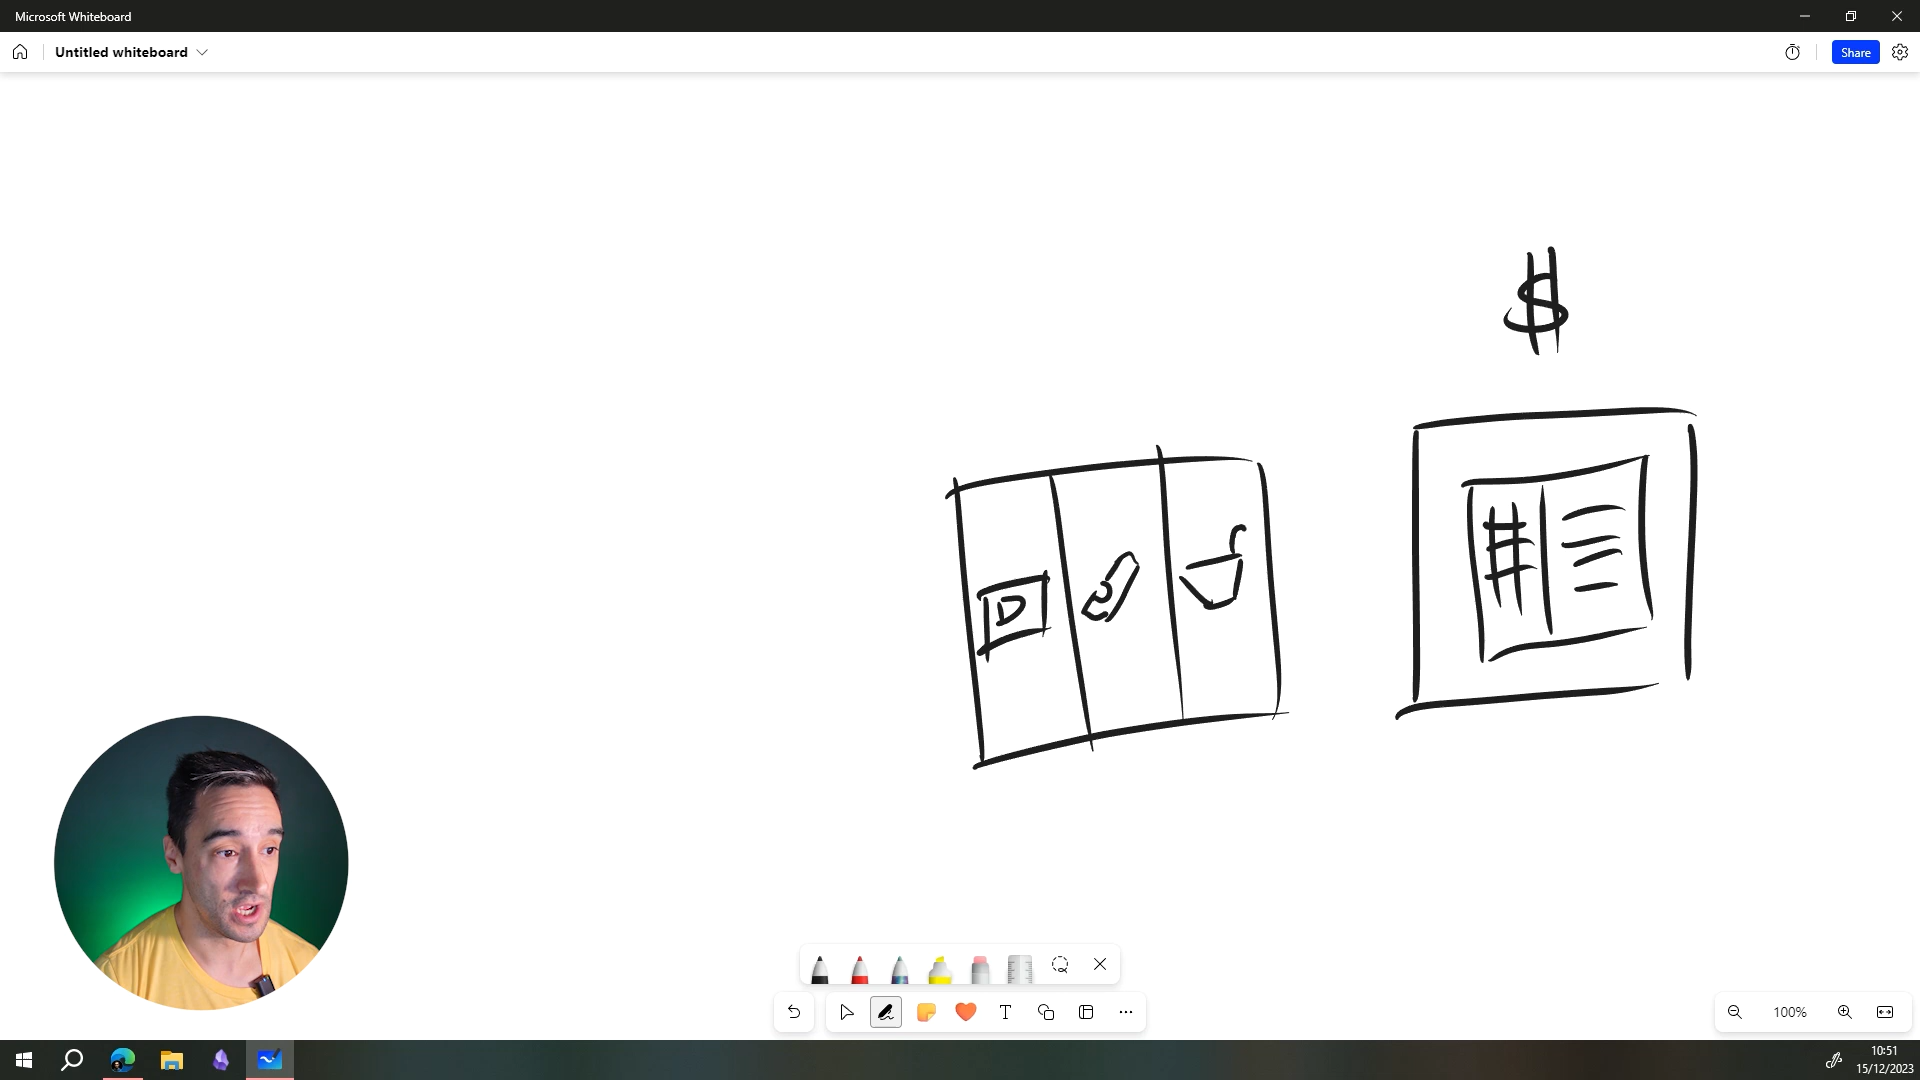 Microsoft Whiteboard
Untitled whiteboard
Share
$
D
100%
10:51
15/12/2023